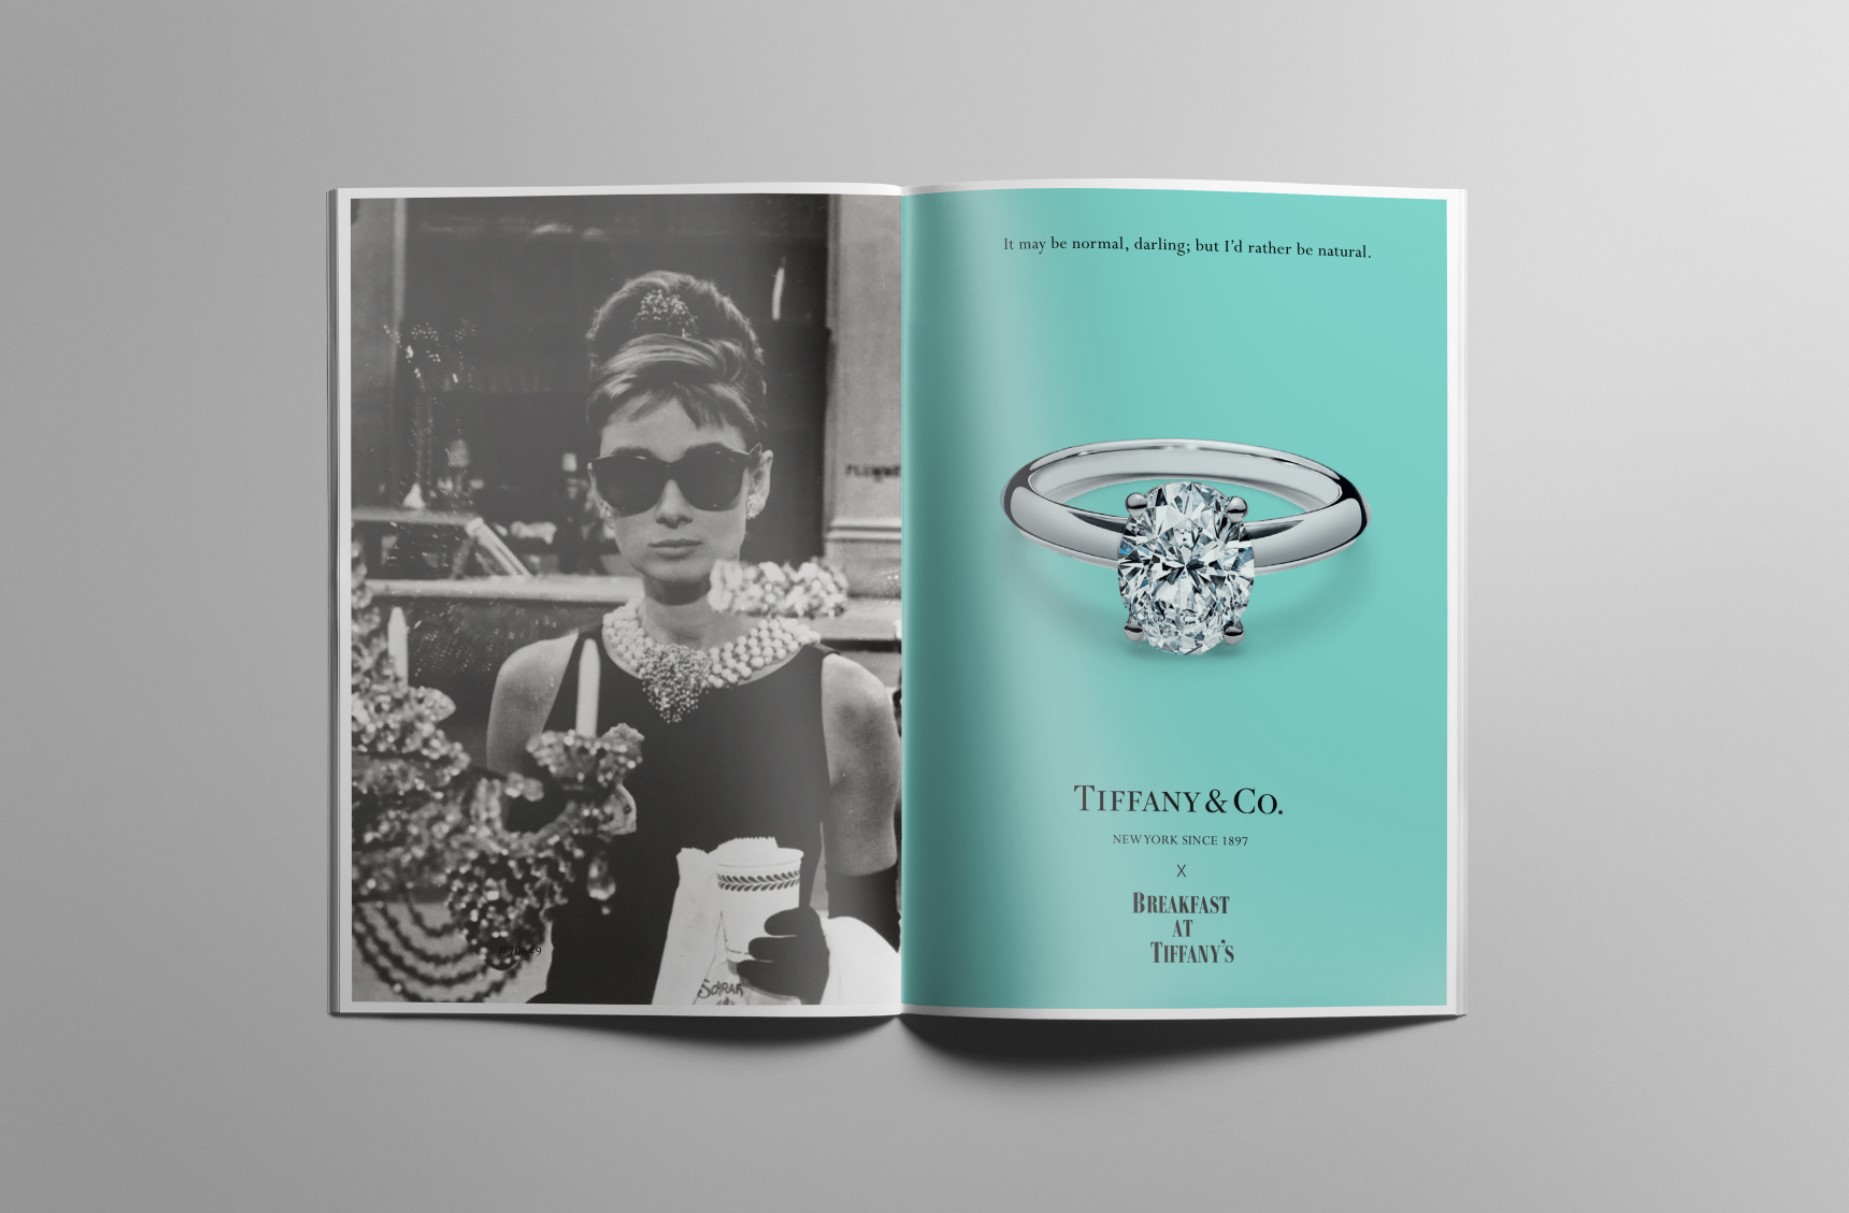 It may be normal, darling; but I'd rather be natural.
TIFFANY & CO.
NEW YORK SINCE 1897
X
BREAKFAST
AT
TIFFANY'S